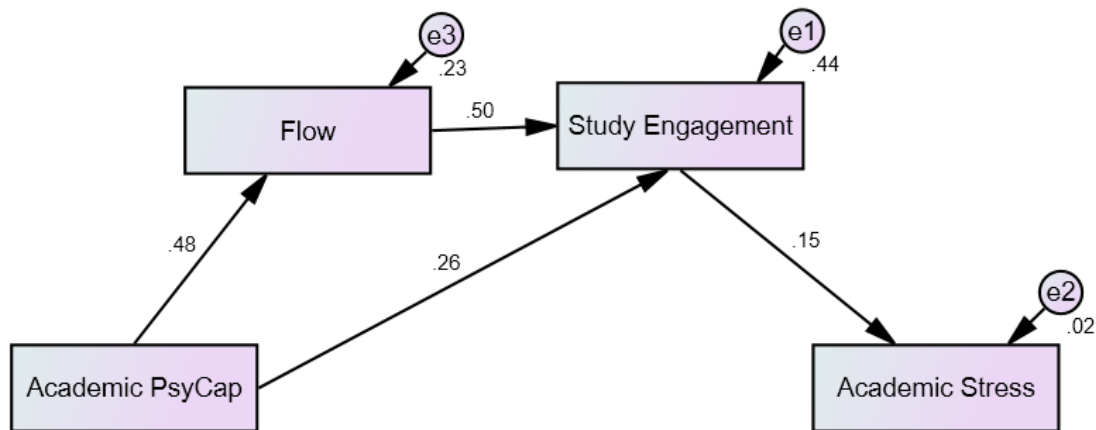 e3
.23
e1
.44
Flow
.50
Study Engagement
.48
.26
.15
e2
.02
Academic PsyCap
Academic Stress